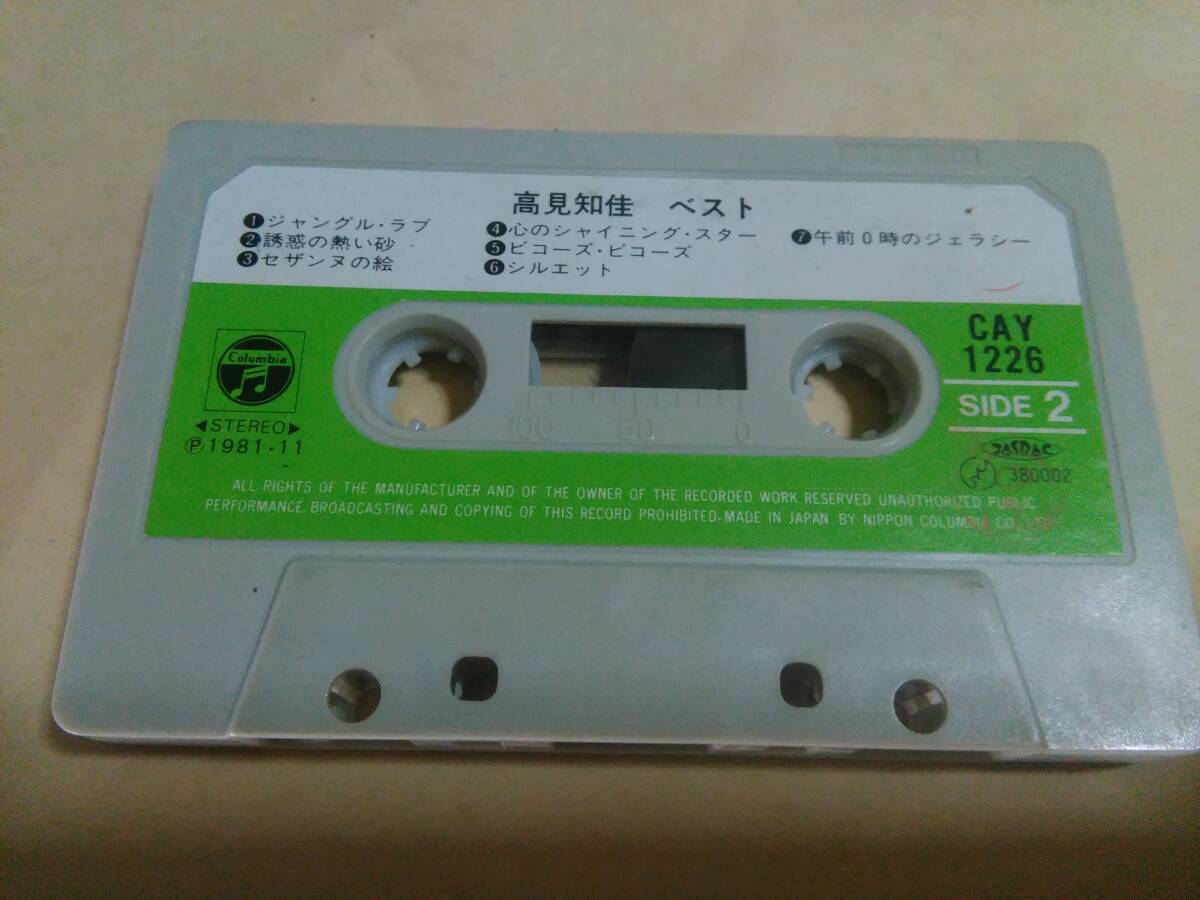 高見知佳 ベスト
❶ジャングル・ラブ
❷誘惑の熱い砂
❸セザンヌの絵
❹心のシャイニング・スター
❺ビコーズ・ビコーズ
❻シルエット
❼午前0時のジェラシー
Columbia
◀STEREO▶
Ⓟ1981・11
100 50 0
CAY
1226
SIDE 2
JASRAC
380002
ALL RIGHTS OF THE MANUFACTURER AND OF THE OWNER OF THE RECORDED WORK RESERVED UNAUTHORIZED PUBLIC
PERFORMANCE. BROADCASTING AND COPYING OF THIS RECORD PROHIBITED. MADE IN JAPAN BY NIPPON COLUMBIA CO.